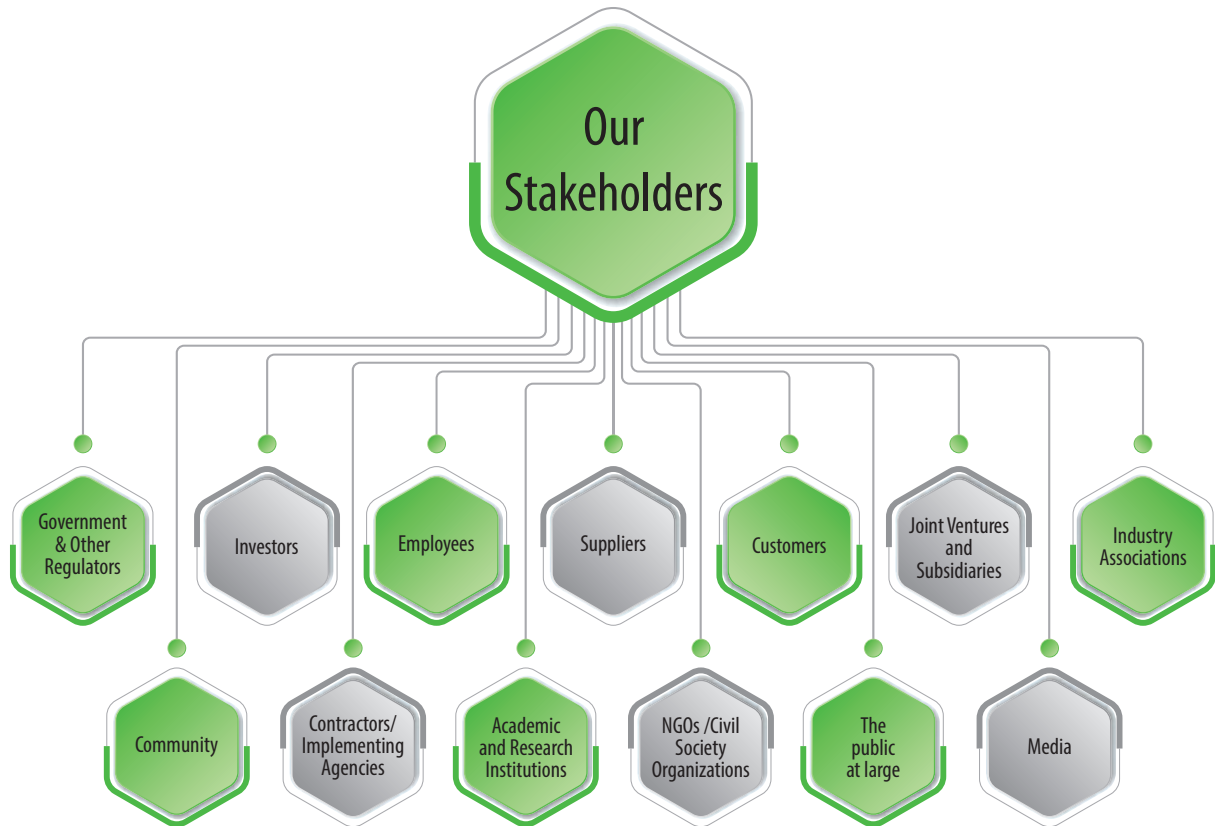 Our
Stakeholders
Government
& Other
Regulators
Investors
Employees
Suppliers
Customers
Joint Ventures
and
Subsidiaries
Industry
Associations
Community
Contractors/
Implementing
Agencies
Academic
and Research
Institutions
NGOs /Civil
Society
Organizations
The
public
at large
Media